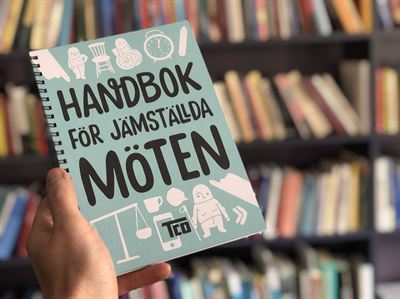 HANDBOK
FÖR JÄMSTÄLLDA
MÖTEN
TCO